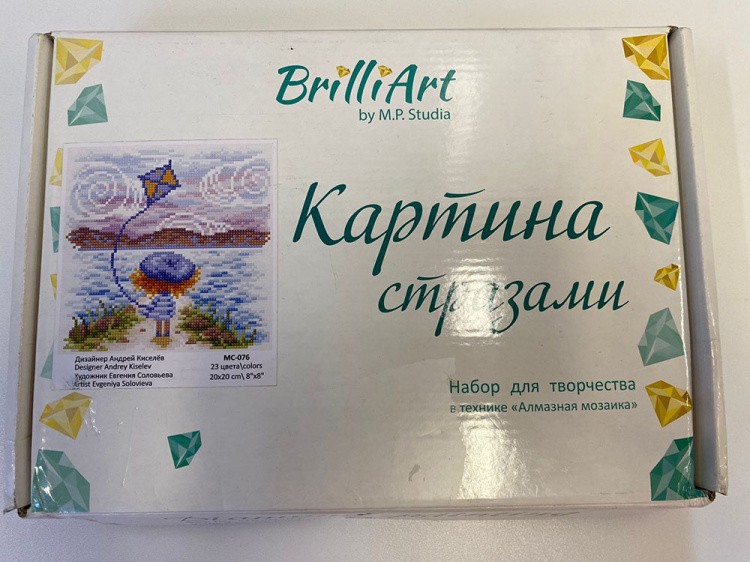 BrilliArt
by M.P. Studia
Картина
стразами
Дизайнер Андрей Киселёв
Designer Andrey Kiselev
Художник Евгения Соловьева
Artist Evgeniya Solovieva
МС-076
23 цвета\colors
20x20 cm\ 8"x8"
Набор для творчества
в технике «Алмазная мозаика»